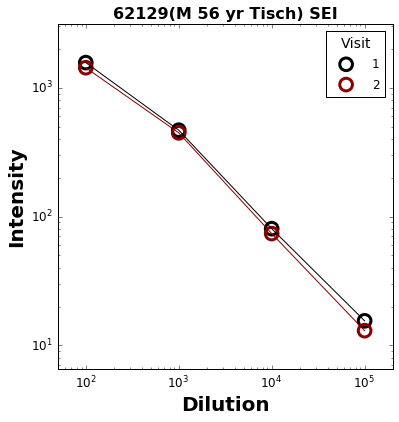 62129(M 56 yr Tisch) SEI
Visit
1
2
Intensity
10³
10²
10¹
10² 10³ 10⁴ 10⁵
Dilution